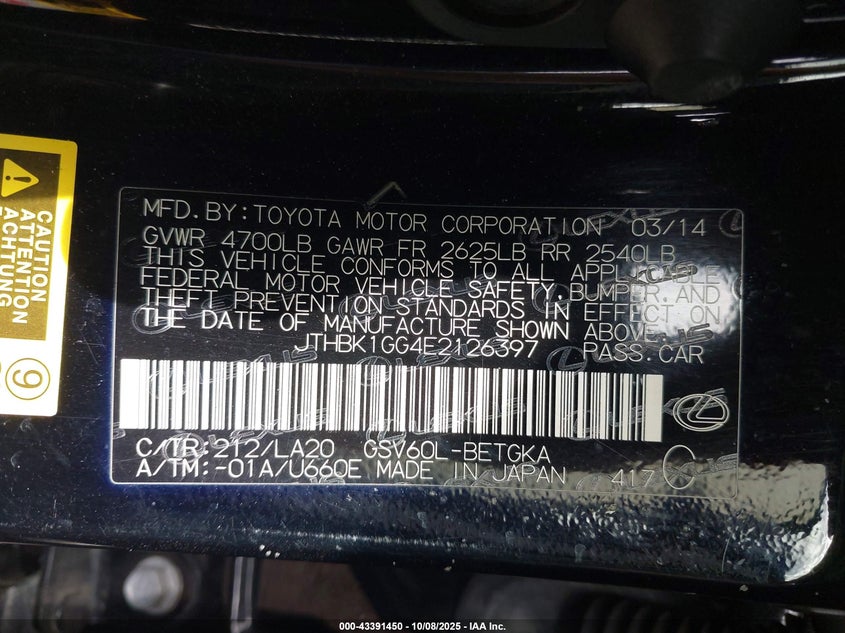 CAUTION
ATTENTION
ACHTUNG
9
MFD.BY:TOYOTA MOTOR CORPORATION 03/14
GVWR 4700LB GAWR FR 2625LB RR 2540LB
THIS VEHICLE CONFORMS TO ALL APPLICABLE
FEDERAL MOTOR VEHICLE SAFETY,BUMPER,AND
THEFT PREVENTION STANDARDS IN EFFECT ON
THE DATE OF MANUFACTURE SHOWN ABOVE.
JTHBK1GG4E2126397 PASS.CAR
C/TR:212/LA20 GSV60L-BETGKA
A/TM:-01A/U660E MADE IN JAPAN 417
LEXUS
000-43391450 - 10/08/2025 - IAA Inc.